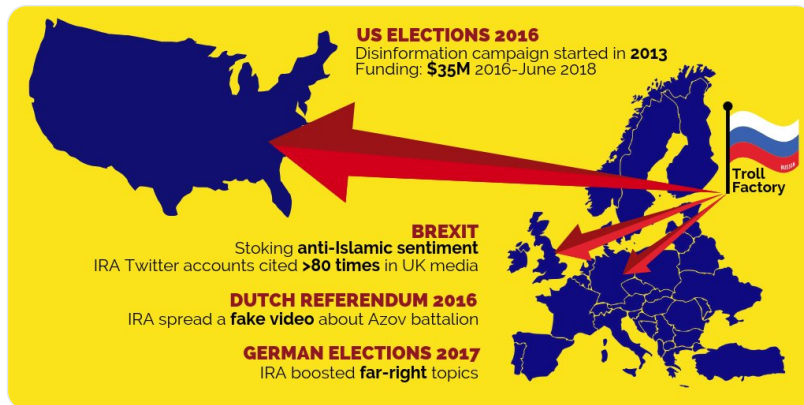 US ELECTIONS 2016
Disinformation campaign started in 2013
Funding: $35M 2016-June 2018
RUSSIA
Troll
Factory
BREXIT
Stoking anti-Islamic sentiment
IRA Twitter accounts cited >80 times in UK media
DUTCH REFERENDUM 2016
IRA spread a fake video about Azov battalion
GERMAN ELECTIONS 2017
IRA boosted far-right topics